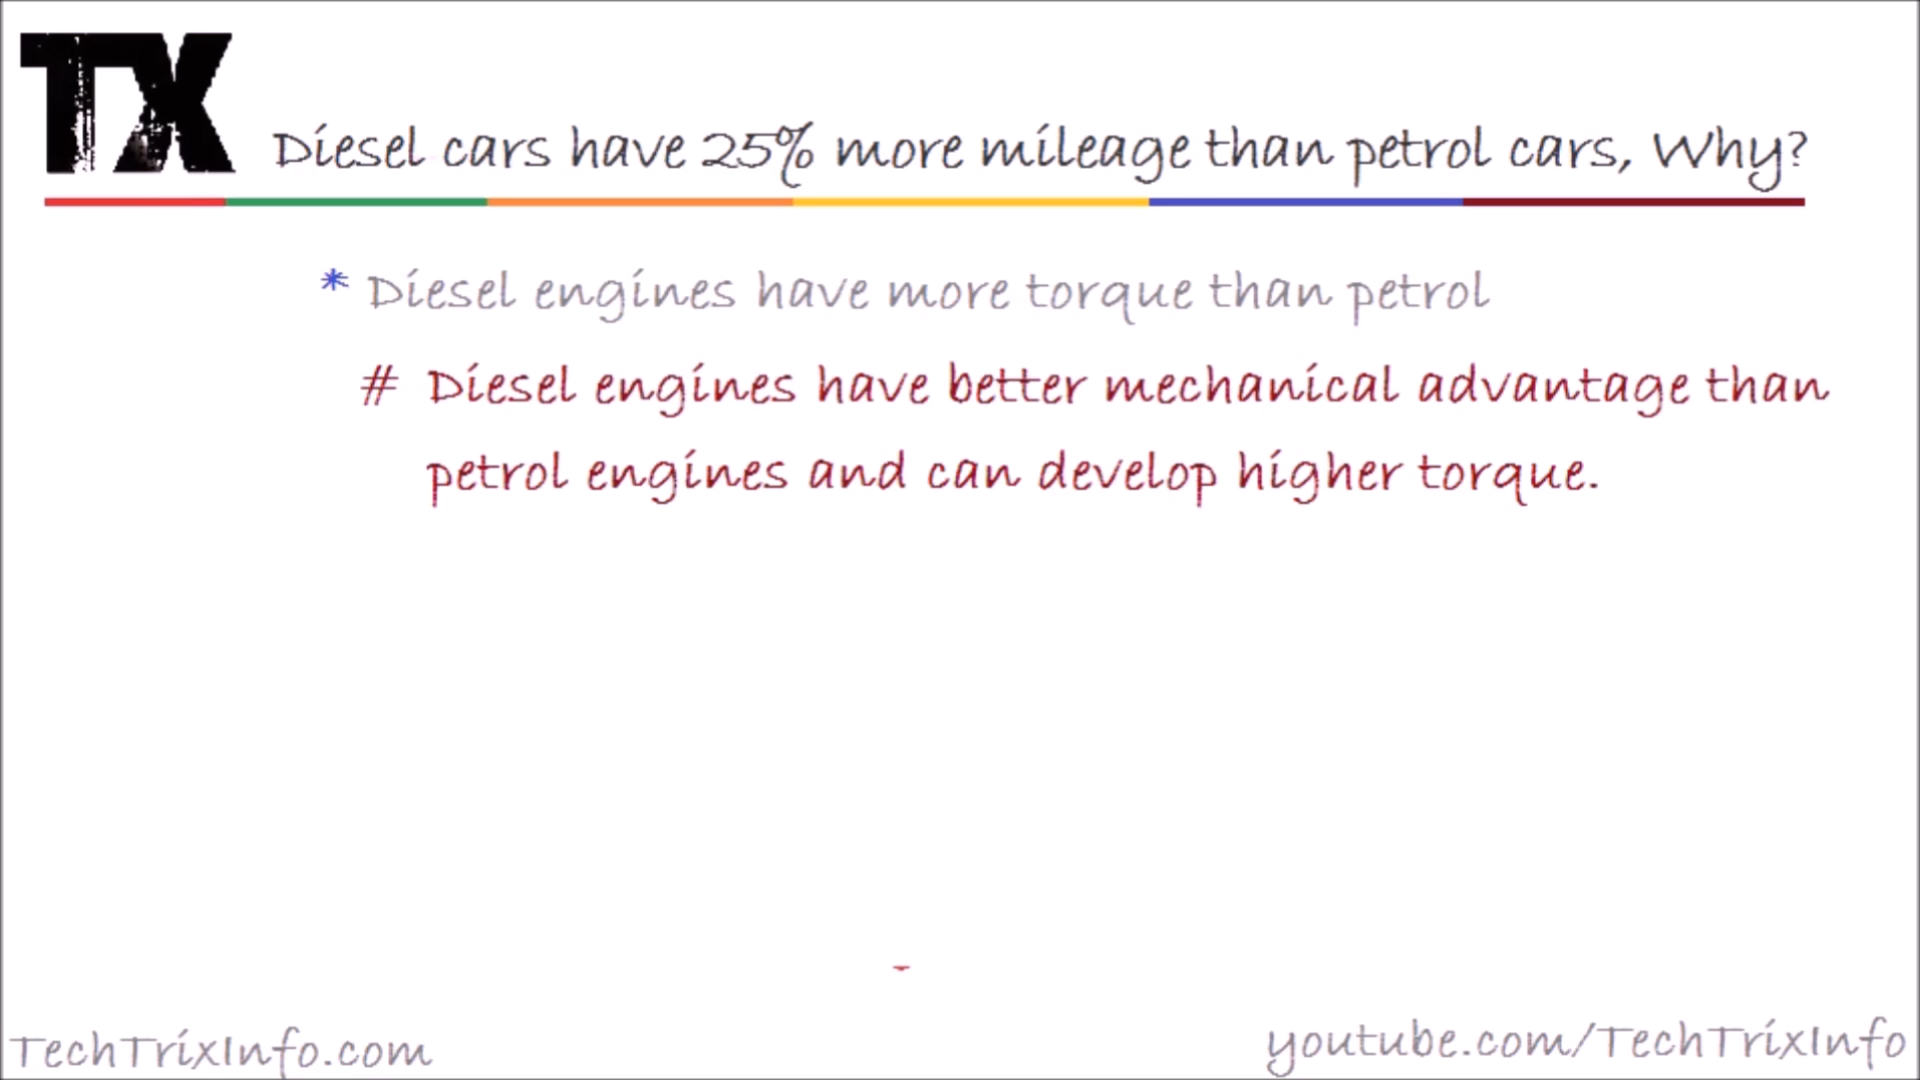 TX
Diesel cars have 25% more mileage than petrol cars, Why?
* Diesel engines have more torque than petrol
# Diesel engines have better mechanical advantage than
petrol engines and can develop higher torque.
TechTrixInfo.com
youtube.com/TechTrixInfo